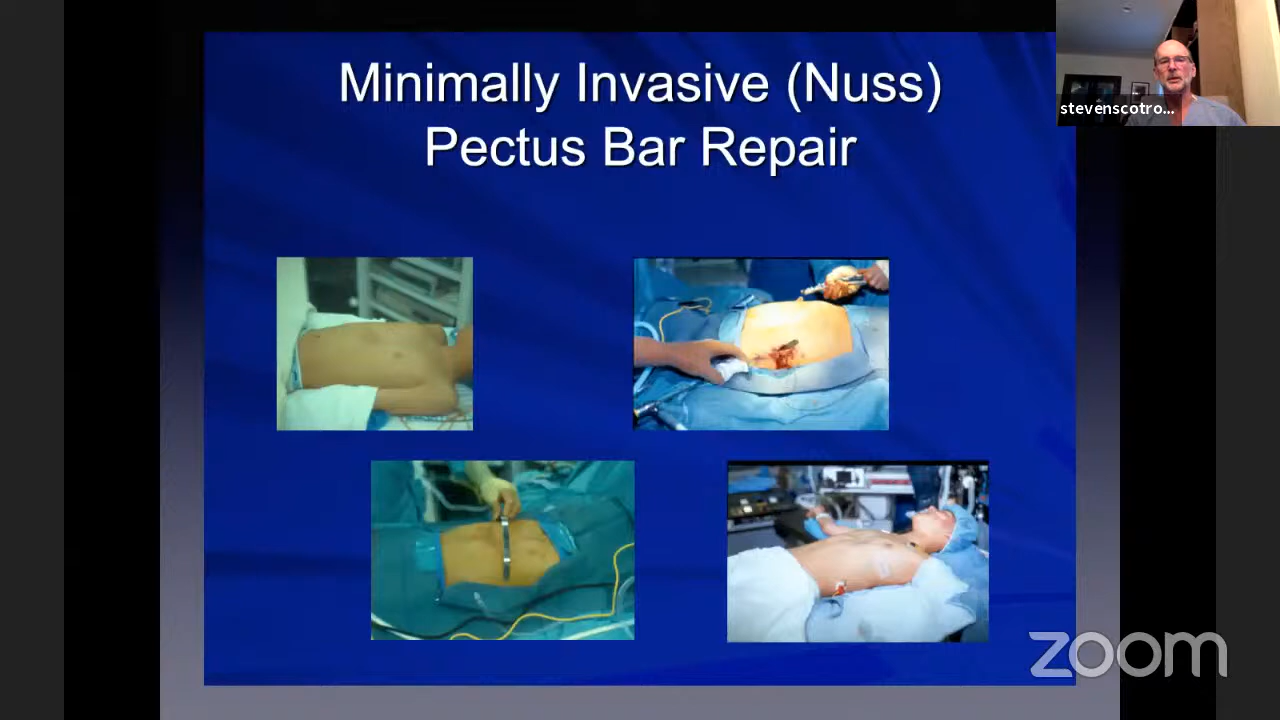 Minimally Invasive (Nuss)
Pectus Bar Repair
stevenscotro...
zoom